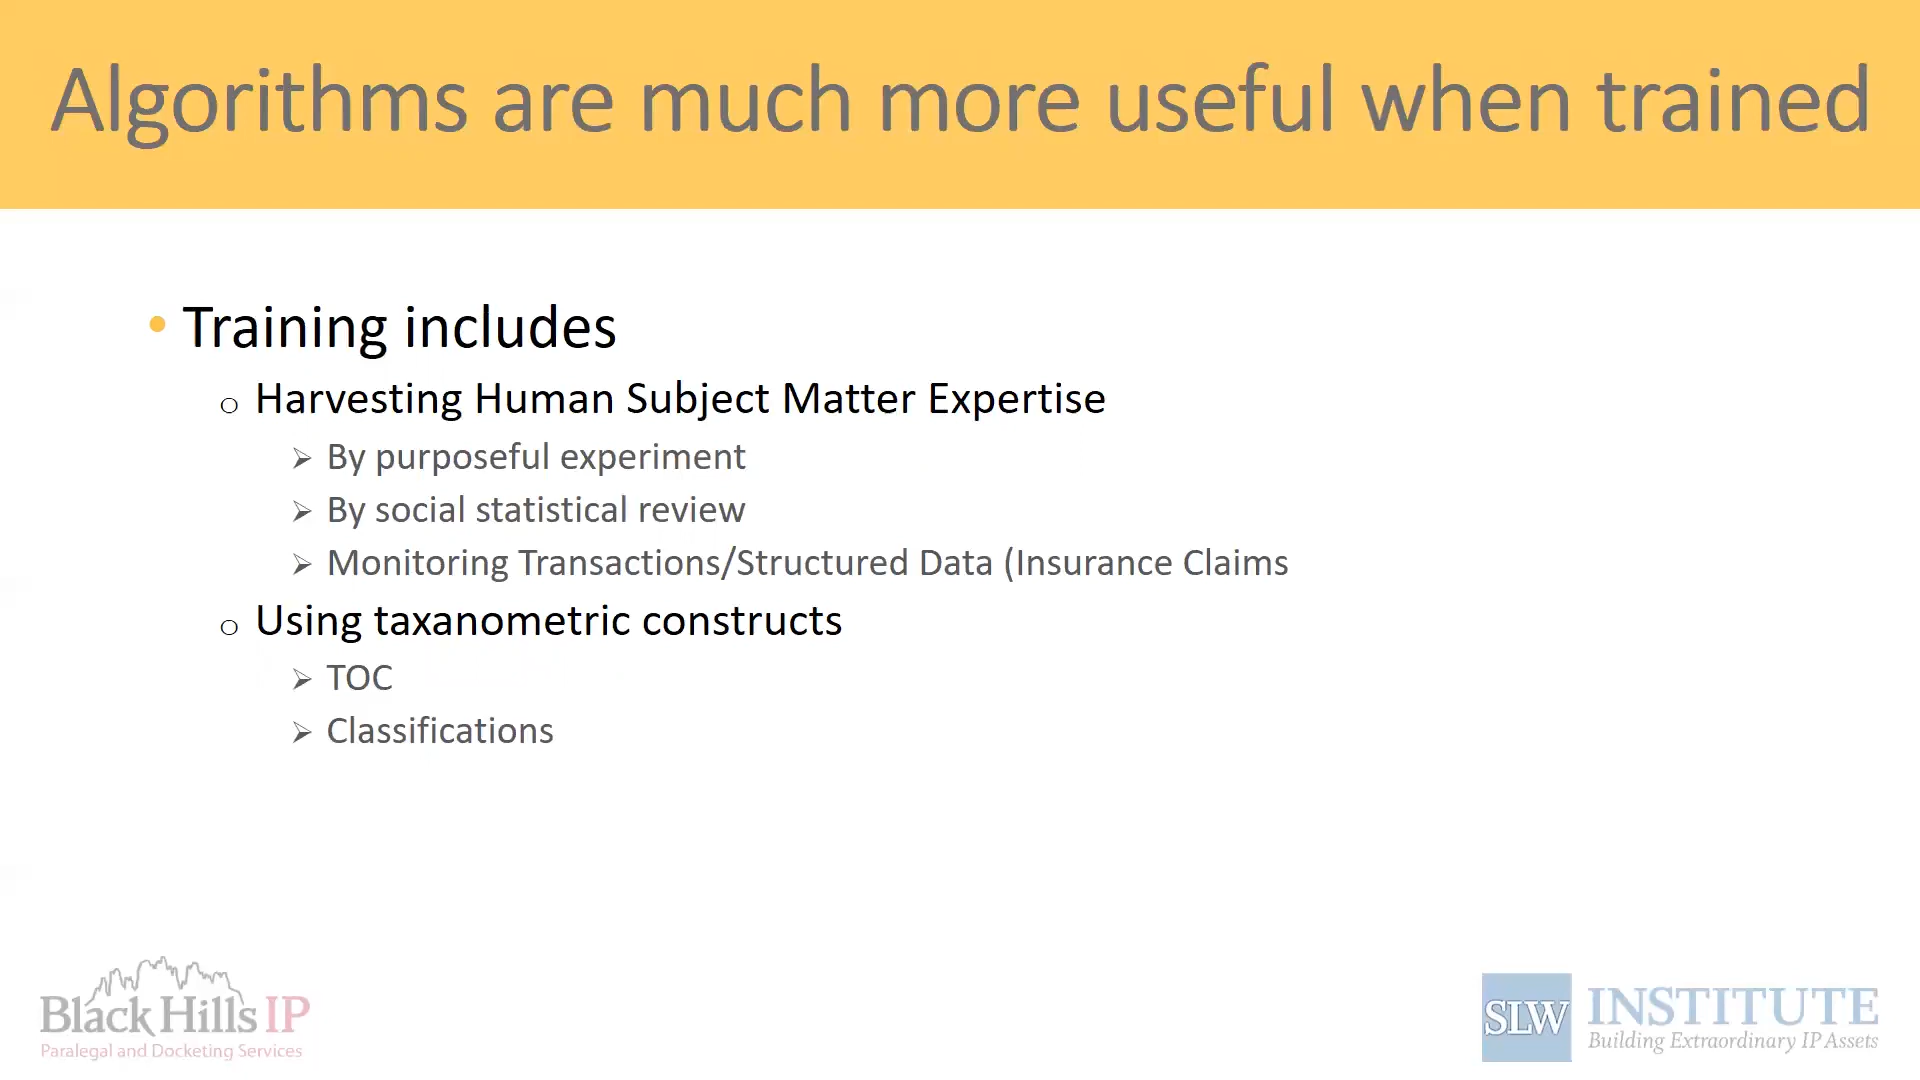 Algorithms are much more useful when trained
• Training includes
o Harvesting Human Subject Matter Expertise
➢ By purposeful experiment
➢ By social statistical review
➢ Monitoring Transactions/Structured Data (Insurance Claims
o Using taxanometric constructs
➢ TOC
➢ Classifications
Black Hills IP
Paralegal and Docketing Services
SLW INSTITUTE
Building Extraordinary IP Assets